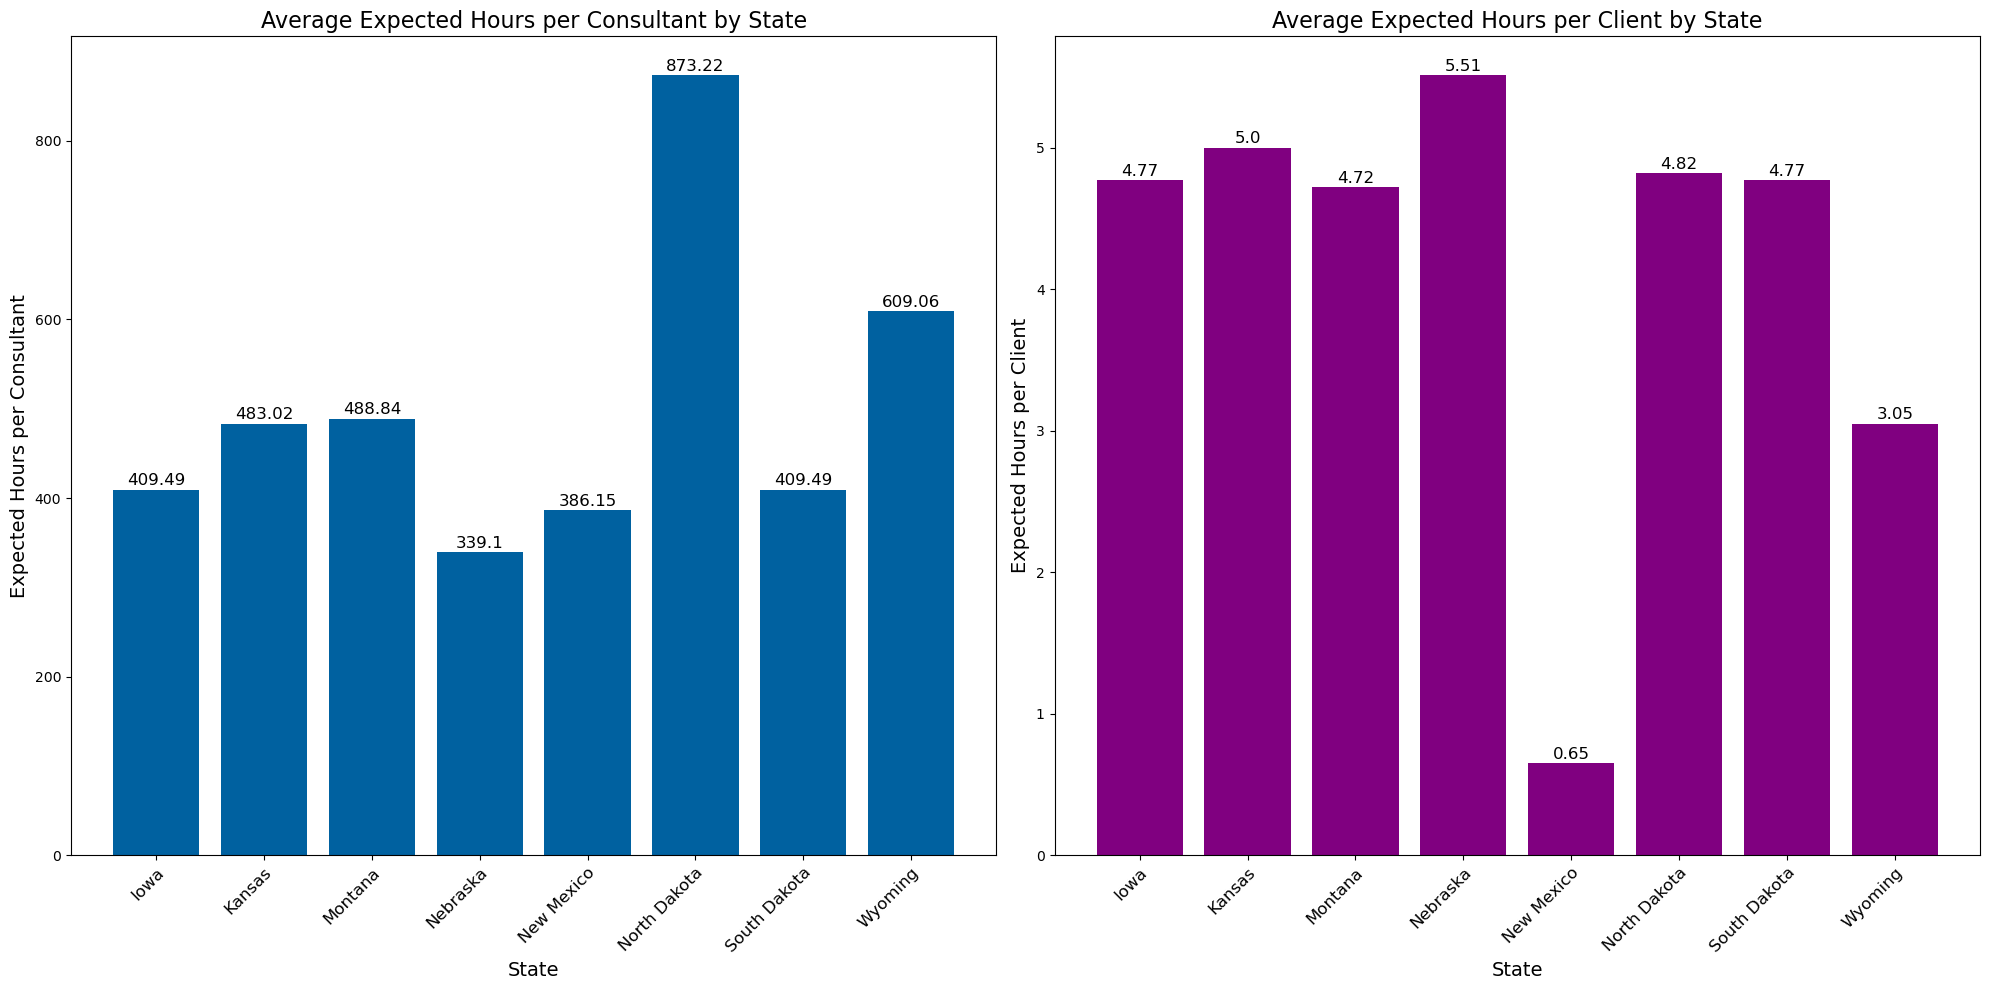 Average Expected Hours per Consultant by State
Expected Hours per Consultant
800
600
400
200
0
409.49
483.02
488.84
339.1
386.15
873.22
409.49
609.06
Iowa
Kansas
Montana
Nebraska
New Mexico
North Dakota
South Dakota
Wyoming
State
Average Expected Hours per Client by State
Expected Hours per Client
5
4
3
2
1
0
4.77
5.0
4.72
5.51
0.65
4.82
4.77
3.05
Iowa
Kansas
Montana
Nebraska
New Mexico
North Dakota
South Dakota
Wyoming
State